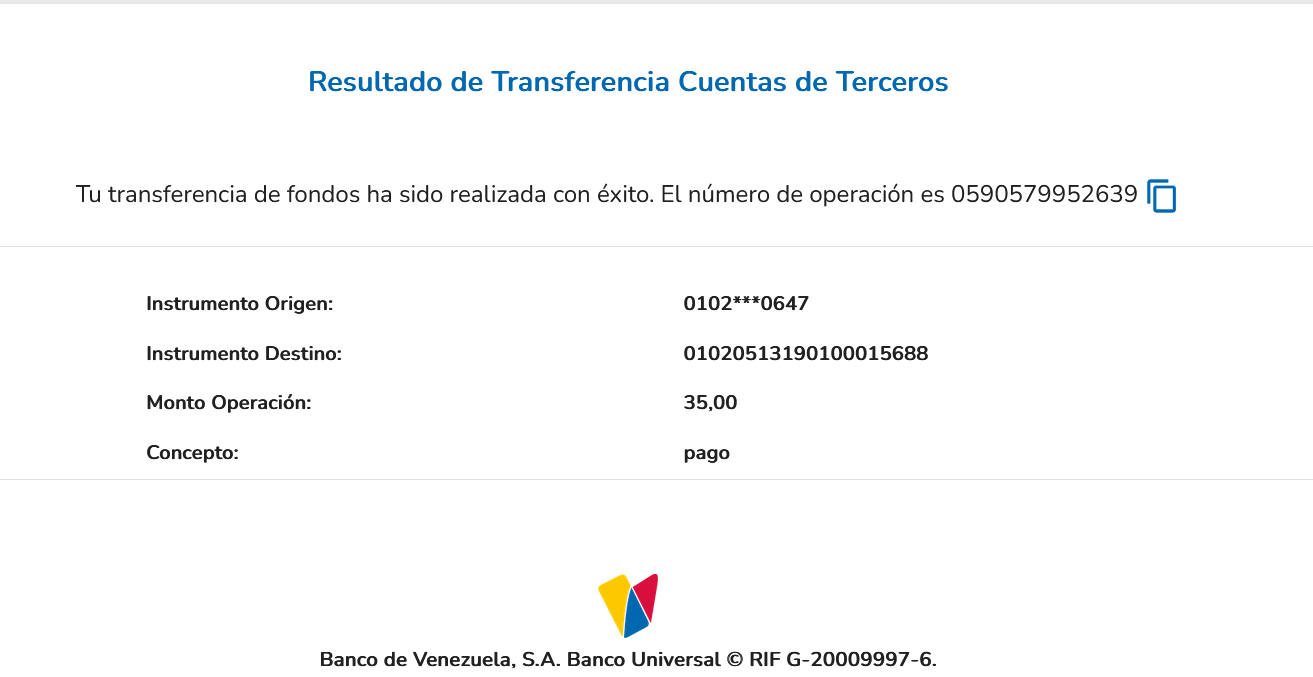 Resultado de Transferencia Cuentas de Terceros
Tu transferencia de fondos ha sido realizada con éxito. El número de operación es 0590579952639
Instrumento Origen: 0102***0647
Instrumento Destino: 01020513190100015688
Monto Operación: 35,00
Concepto: pago
Banco de Venezuela, S.A. Banco Universal © RIF G-20009997-6.